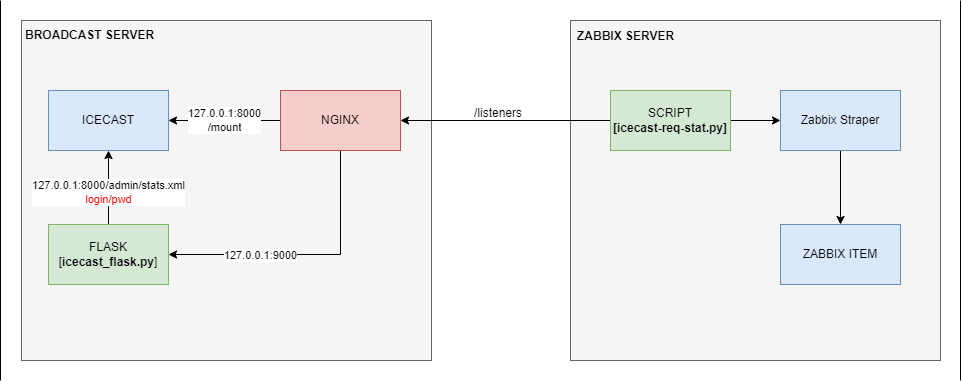 BROADCAST SERVER
ICECAST
127.0.0.1:8000
/mount
NGINX
127.0.0.1:8000/admin/stats.xml
login/pwd
FLASK
[icecast_flask.py]
127.0.0.1:9000
/listeners
ZABBIX SERVER
SCRIPT
[icecast-req-stat.py]
Zabbix Straper
ZABBIX ITEM